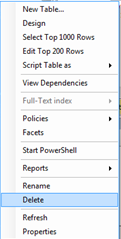 New Table...
Design
Select Top 1000 Rows
Edit Top 200 Rows
Script Table as
View Dependencies
Full-Text index
Policies
Facets
Start PowerShell
Reports
Rename
Delete
Refresh
Properties